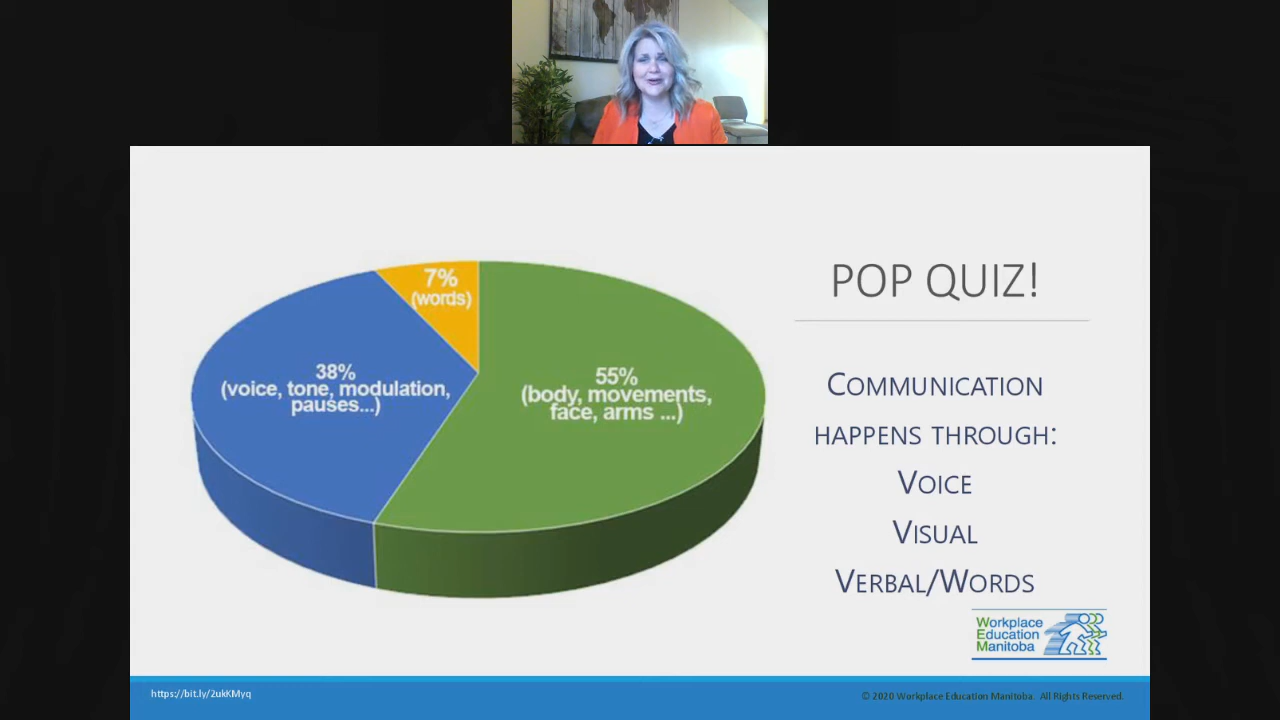 7%
(words)
38%
(voice, tone, modulation,
pauses...)
55%
(body, movements,
face, arms ...)
POP QUIZ!
Communication
happens through:
Voice
Visual
Verbal/Words
Workplace
Education
Manitoba
https://bit.ly/2ukKMyq
© 2020 Workplace Education Manitoba. All Rights Reserved.